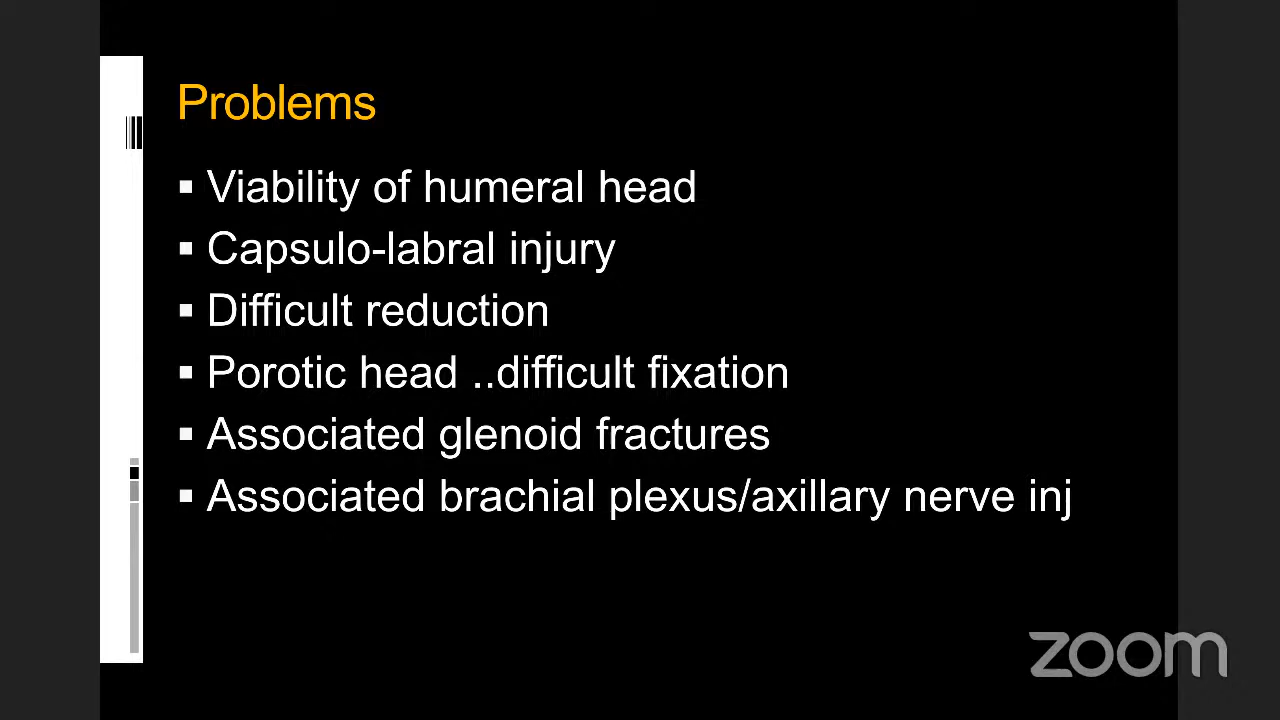 Problems
▪ Viability of humeral head
▪ Capsulo-labral injury
▪ Difficult reduction
▪ Porotic head ..difficult fixation
▪ Associated glenoid fractures
▪ Associated brachial plexus/axillary nerve inj
zoom